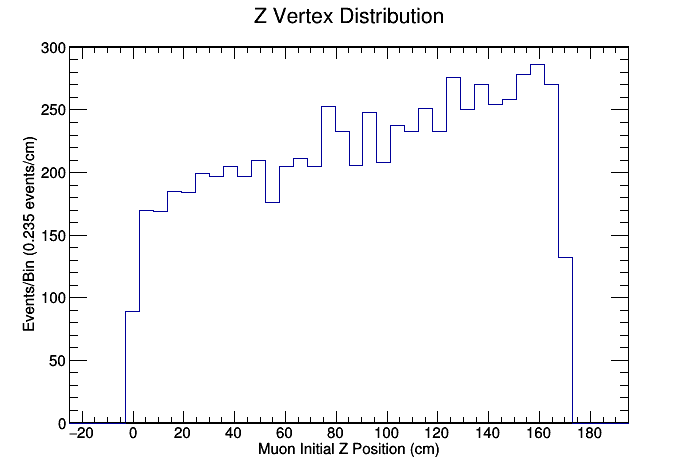 Z Vertex Distribution
300
250
200
150
100
50
0
Events/Bin (0.235 events/cm)
−20 0 20 40 60 80 100 120 140 160 180
Muon Initial Z Position (cm)